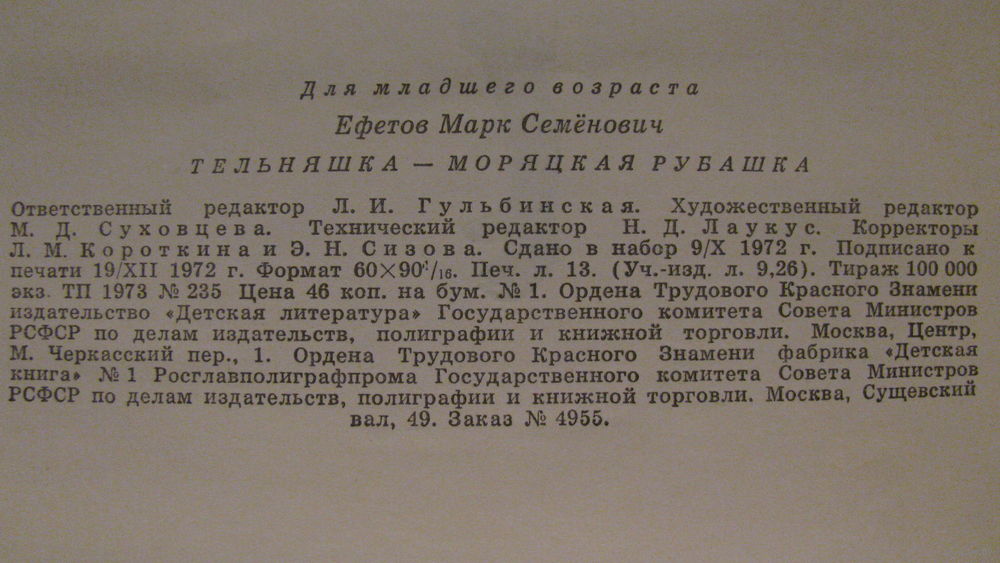 Для младшего возраста
Ефетов Марк Семёнович
ТЕЛЬНЯШКА — МОРЯЦКАЯ РУБАШКА
Ответственный редактор Л. И. Гульбинская. Художественный редактор
М. Д. Суховцева. Технический редактор Н. Д. Лаукус. Корректоры
Л. М. Короткина и Э. Н. Сизова. Сдано в набор 9/X 1972 г. Подписано к
печати 19/XII 1972 г. Формат 60×90¹/₁₆. Печ. л. 13. (Уч.-изд. л. 9,26). Тираж 100 000
экз. ТП 1973 № 235 Цена 46 коп. на бум. № 1. Ордена Трудового Красного Знамени
издательство «Детская литература» Государственного комитета Совета Министров
РСФСР по делам издательств, полиграфии и книжной торговли. Москва, Центр,
М. Черкасский пер., 1. Ордена Трудового Красного Знамени фабрика «Детская
книга» № 1 Росглавполиграфпрома Государственного комитета Совета Министров
РСФСР по делам издательств, полиграфии и книжной торговли. Москва, Сущевский
вал, 49. Заказ № 4955.